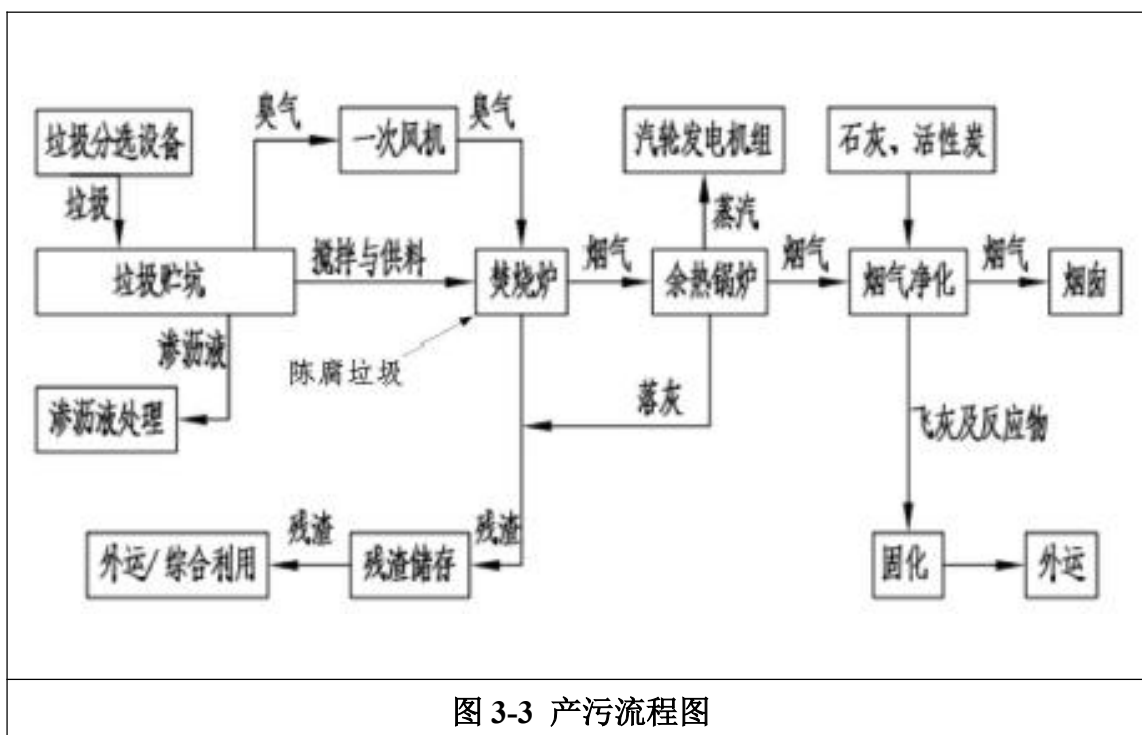 臭气
臭气
垃圾分选设备
一次风机
汽轮发电机组
石灰、活性炭
垃圾
蒸汽
搅拌与供料
烟气
烟气
烟气
垃圾贮坑
焚烧炉
余热锅炉
烟气净化
烟囱
渗沥液
陈腐垃圾
落灰
渗沥液处理
飞灰及反应物
残渣
残渣
外运/综合利用
残渣储存
固化
外运
图 3-3 产污流程图